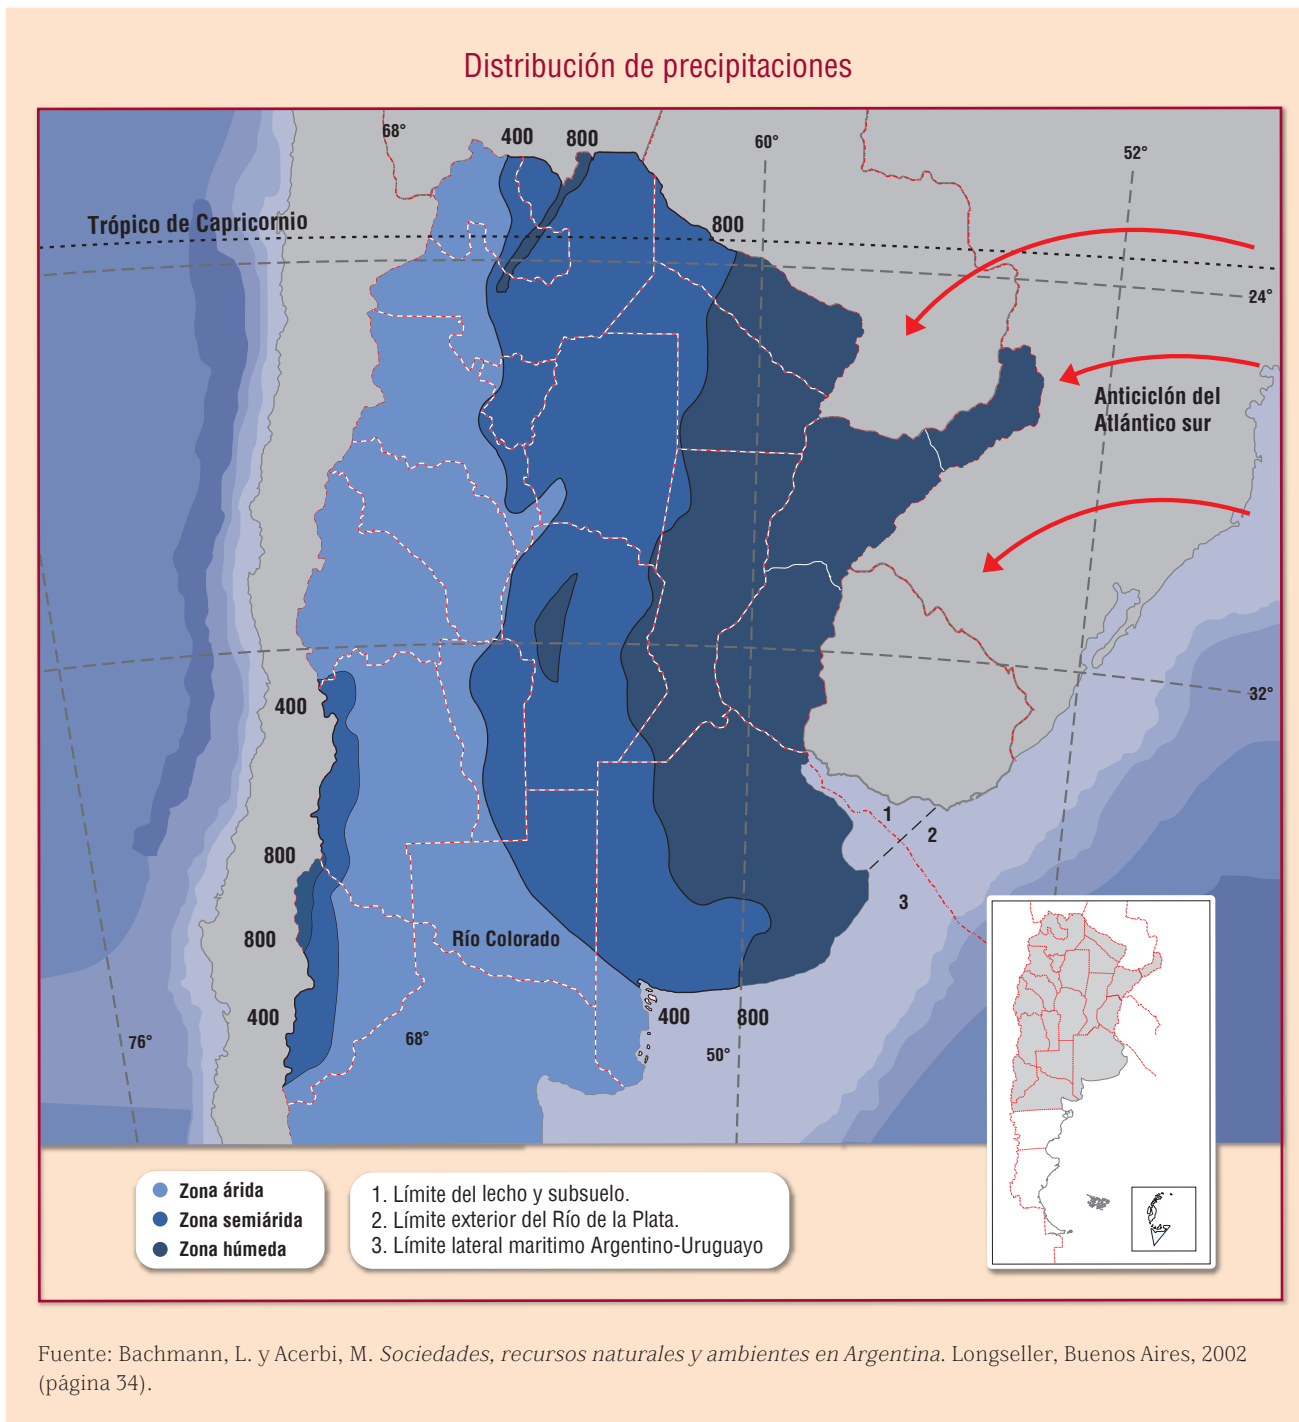 Distribución de precipitaciones
68°
400
800
60°
52°
Trópico de Capricornio
800
24°
Anticiclón del
Atlántico sur
32°
400
1
2
800
3
800
Río Colorado
400
400
800
76°
68°
50°
Zona árida
Zona semiárida
Zona húmeda
1. Límite del lecho y subsuelo.
2. Límite exterior del Río de la Plata.
3. Límite lateral maritimo Argentino-Uruguayo
Fuente: Bachmann, L. y Acerbi, M. Sociedades, recursos naturales y ambientes en Argentina. Longseller, Buenos Aires, 2002
(página 34).